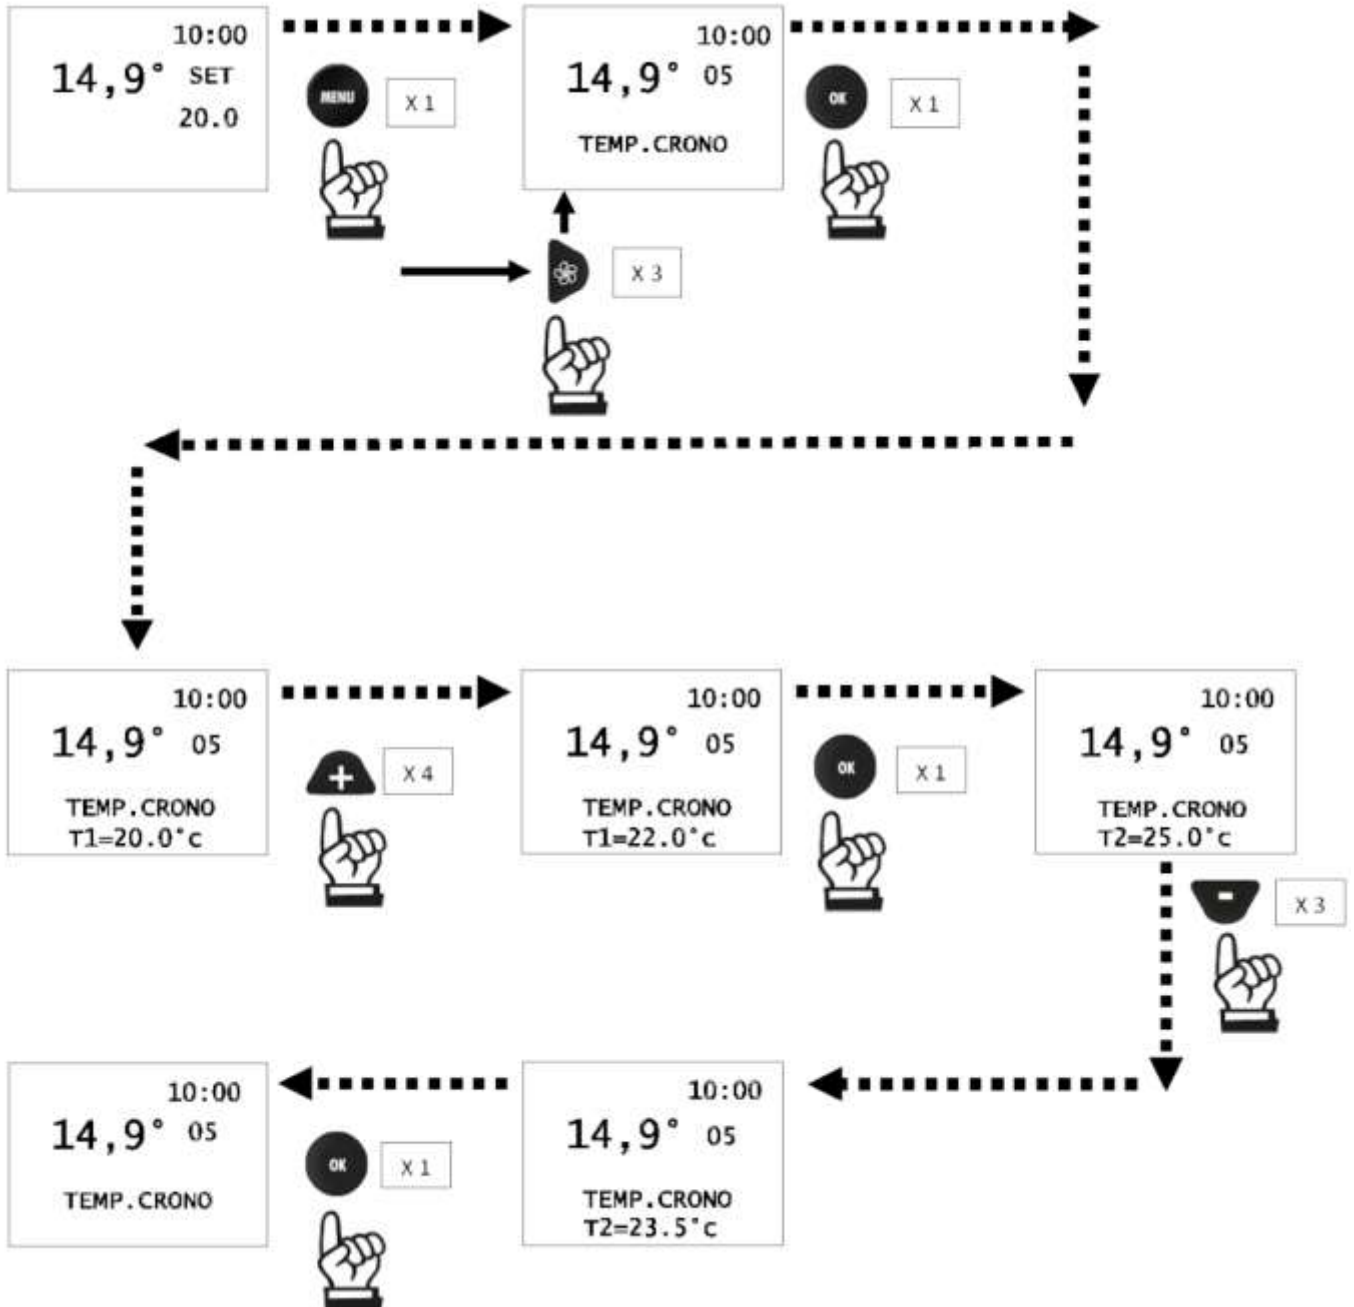 10:00
14,9° SET
20.0
MENU
X 1
10:00
14,9° 05
TEMP.CRONO
OK
X 1
X 3
10:00
14,9° 05
TEMP.CRONO
T1=20.0°c
+
X 4
10:00
14,9° 05
TEMP.CRONO
T1=22.0°c
OK
X 1
10:00
14,9° 05
TEMP.CRONO
T2=25.0°c
-
X 3
10:00
14,9° 05
TEMP.CRONO
OK
X 1
10:00
14,9° 05
TEMP.CRONO
T2=23.5°c